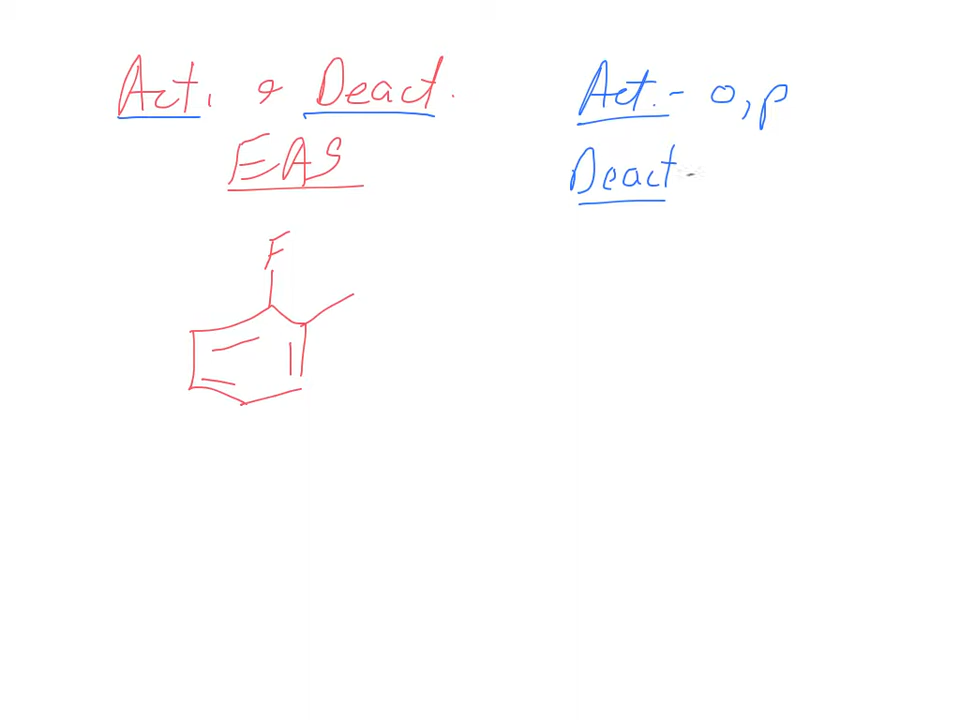 Act. & Deact.
EAS
F
Act. - o, p
Deact -